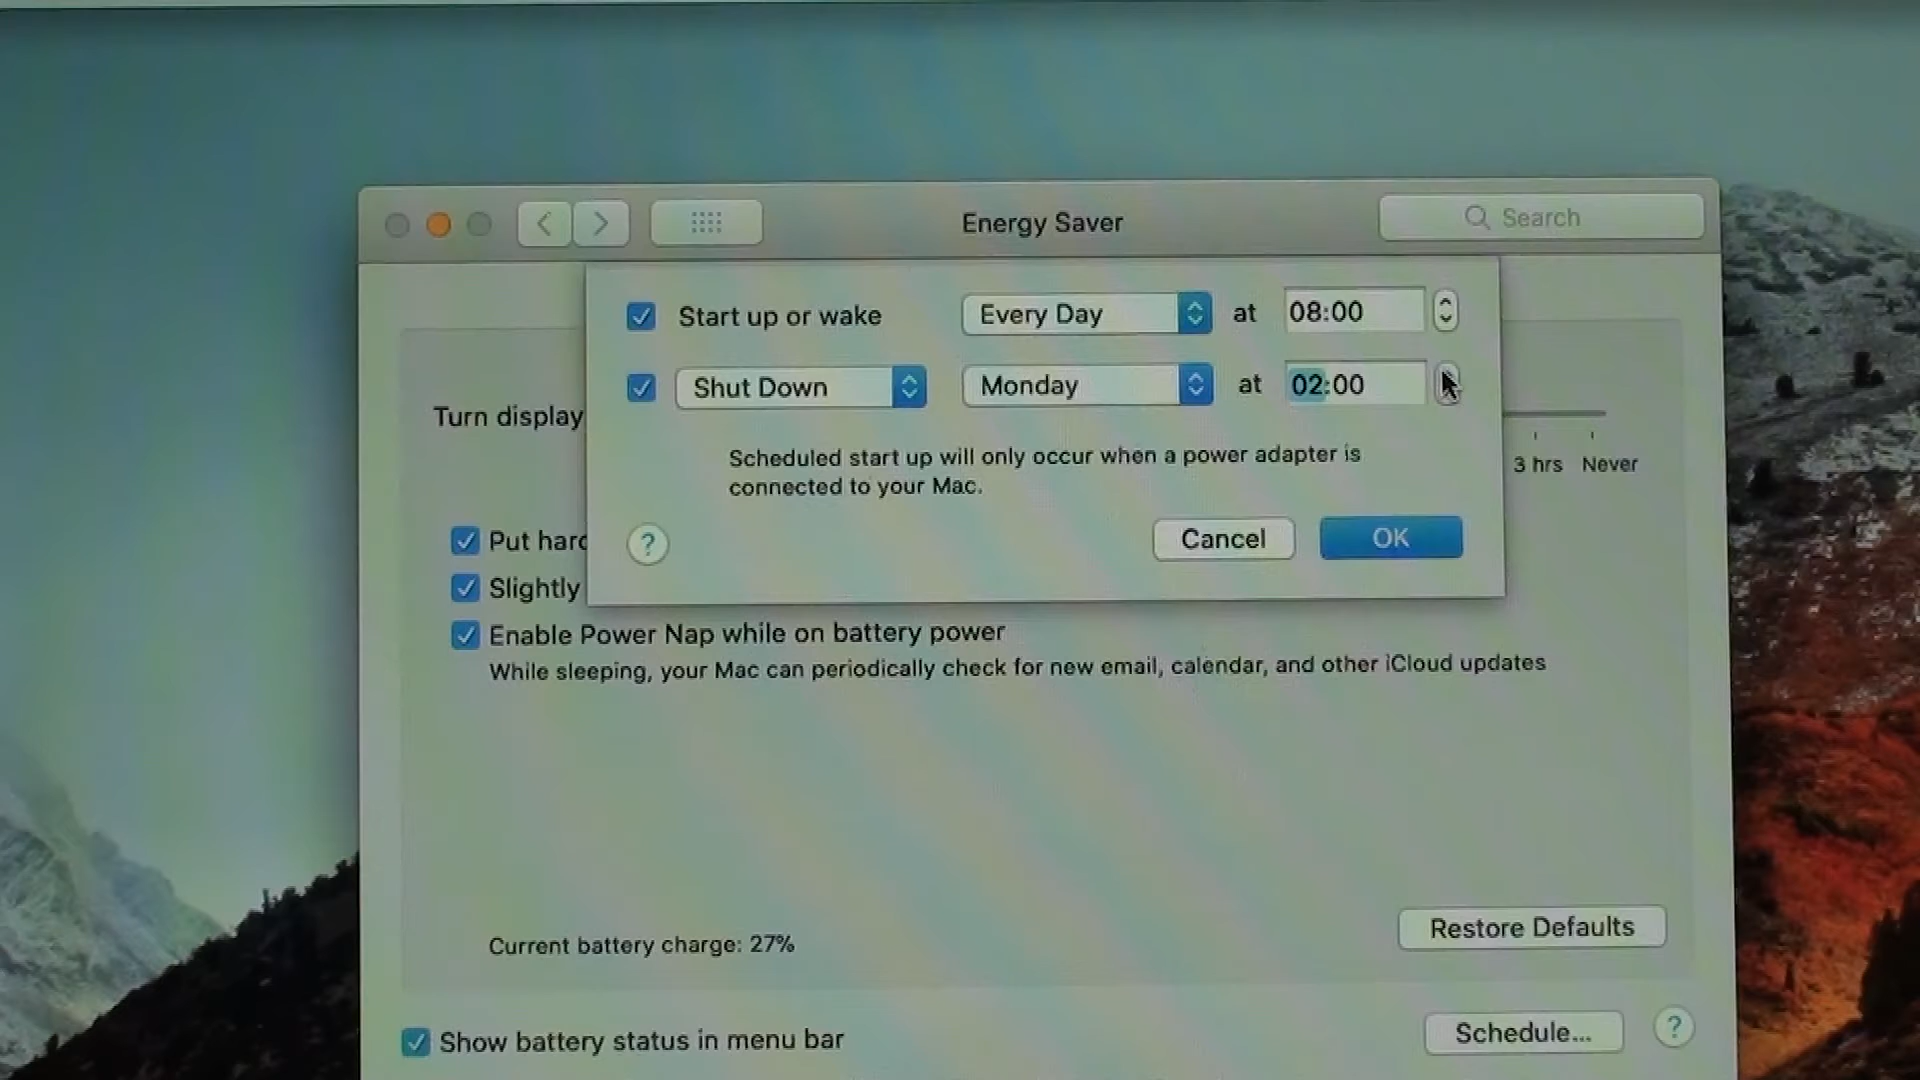 Energy Saver
Search
Start up or wake Every Day at 08:00
Shut Down Monday at 02:00
Turn display
Scheduled start up will only occur when a power adapter is
connected to your Mac.
3 hrs Never
? Cancel OK
Put hard
Slightly
Enable Power Nap while on battery power
While sleeping, your Mac can periodically check for new email, calendar, and other iCloud updates
Restore Defaults
Current battery charge: 27%
Show battery status in menu bar
Schedule... ?